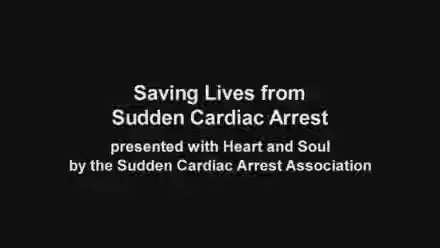 Saving Lives from
Sudden Cardiac Arrest
presented with Heart and Soul
by the Sudden Cardiac Arrest Association